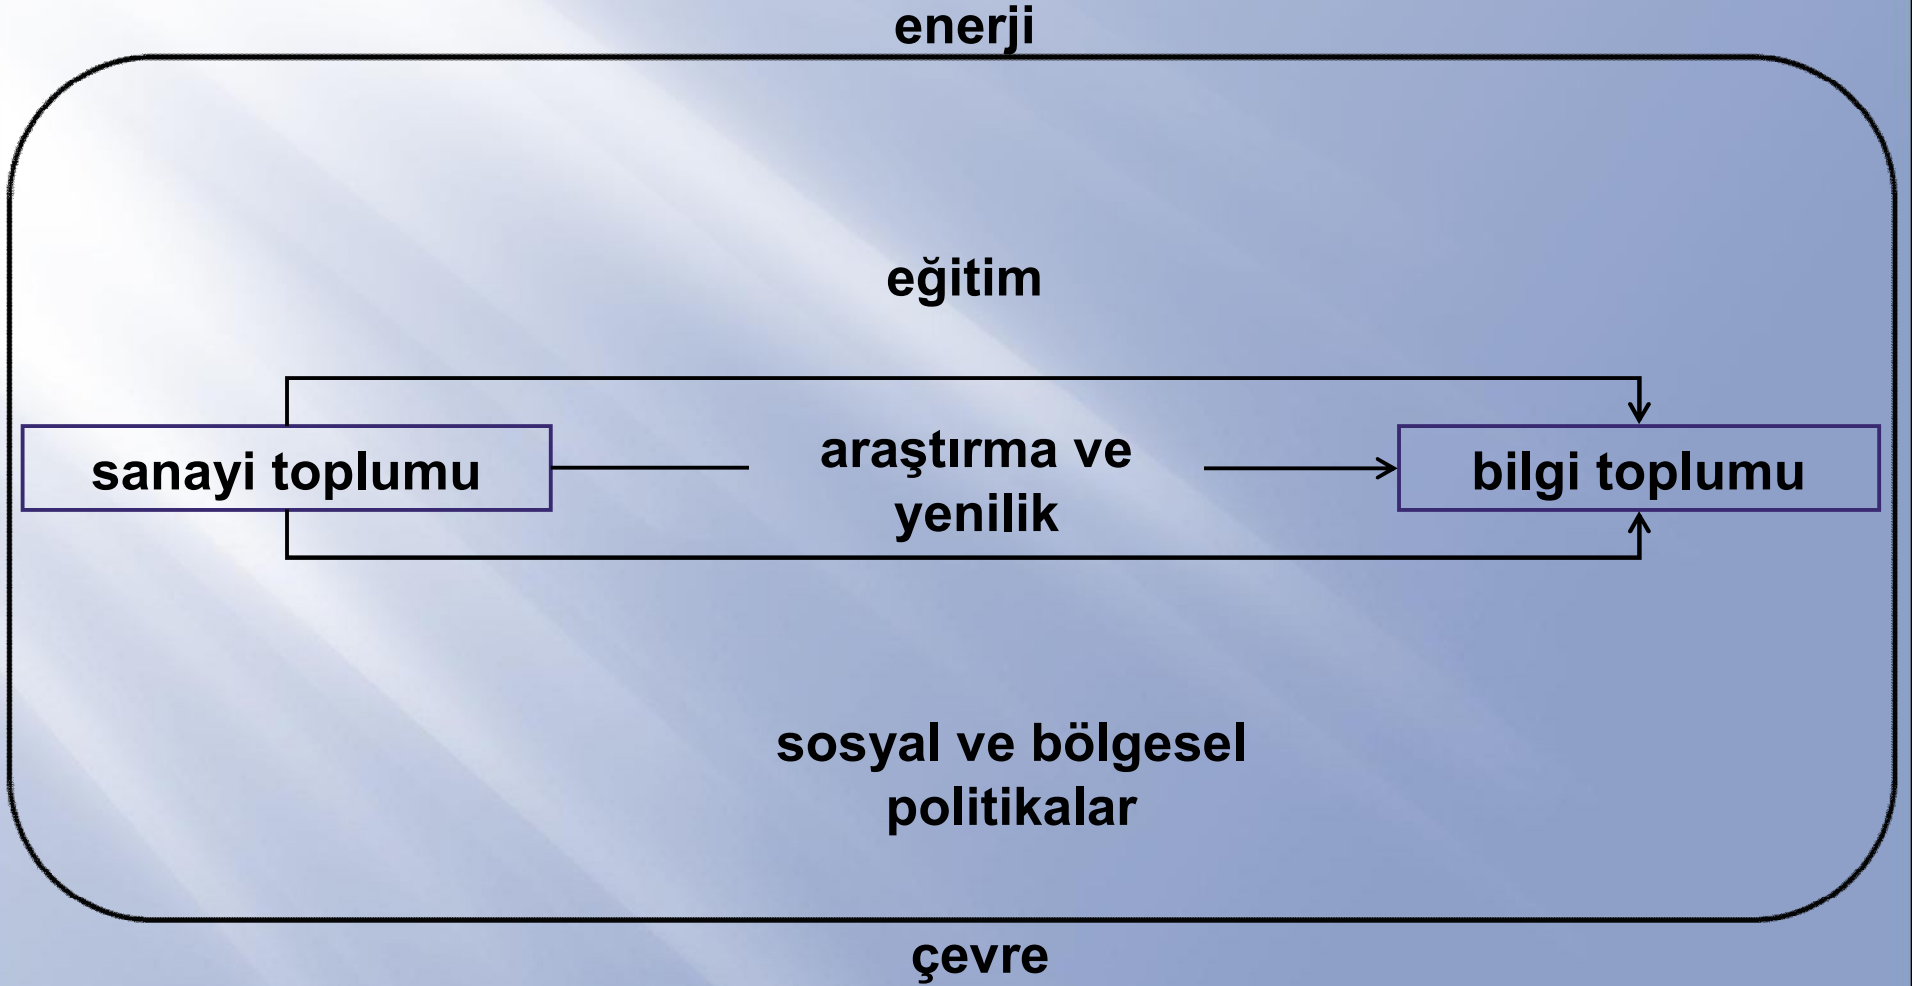 enerji
eğitim
sanayi toplumu
araştırma ve
yenilik
bilgi toplumu
sosyal ve bölgesel
politikalar
çevre